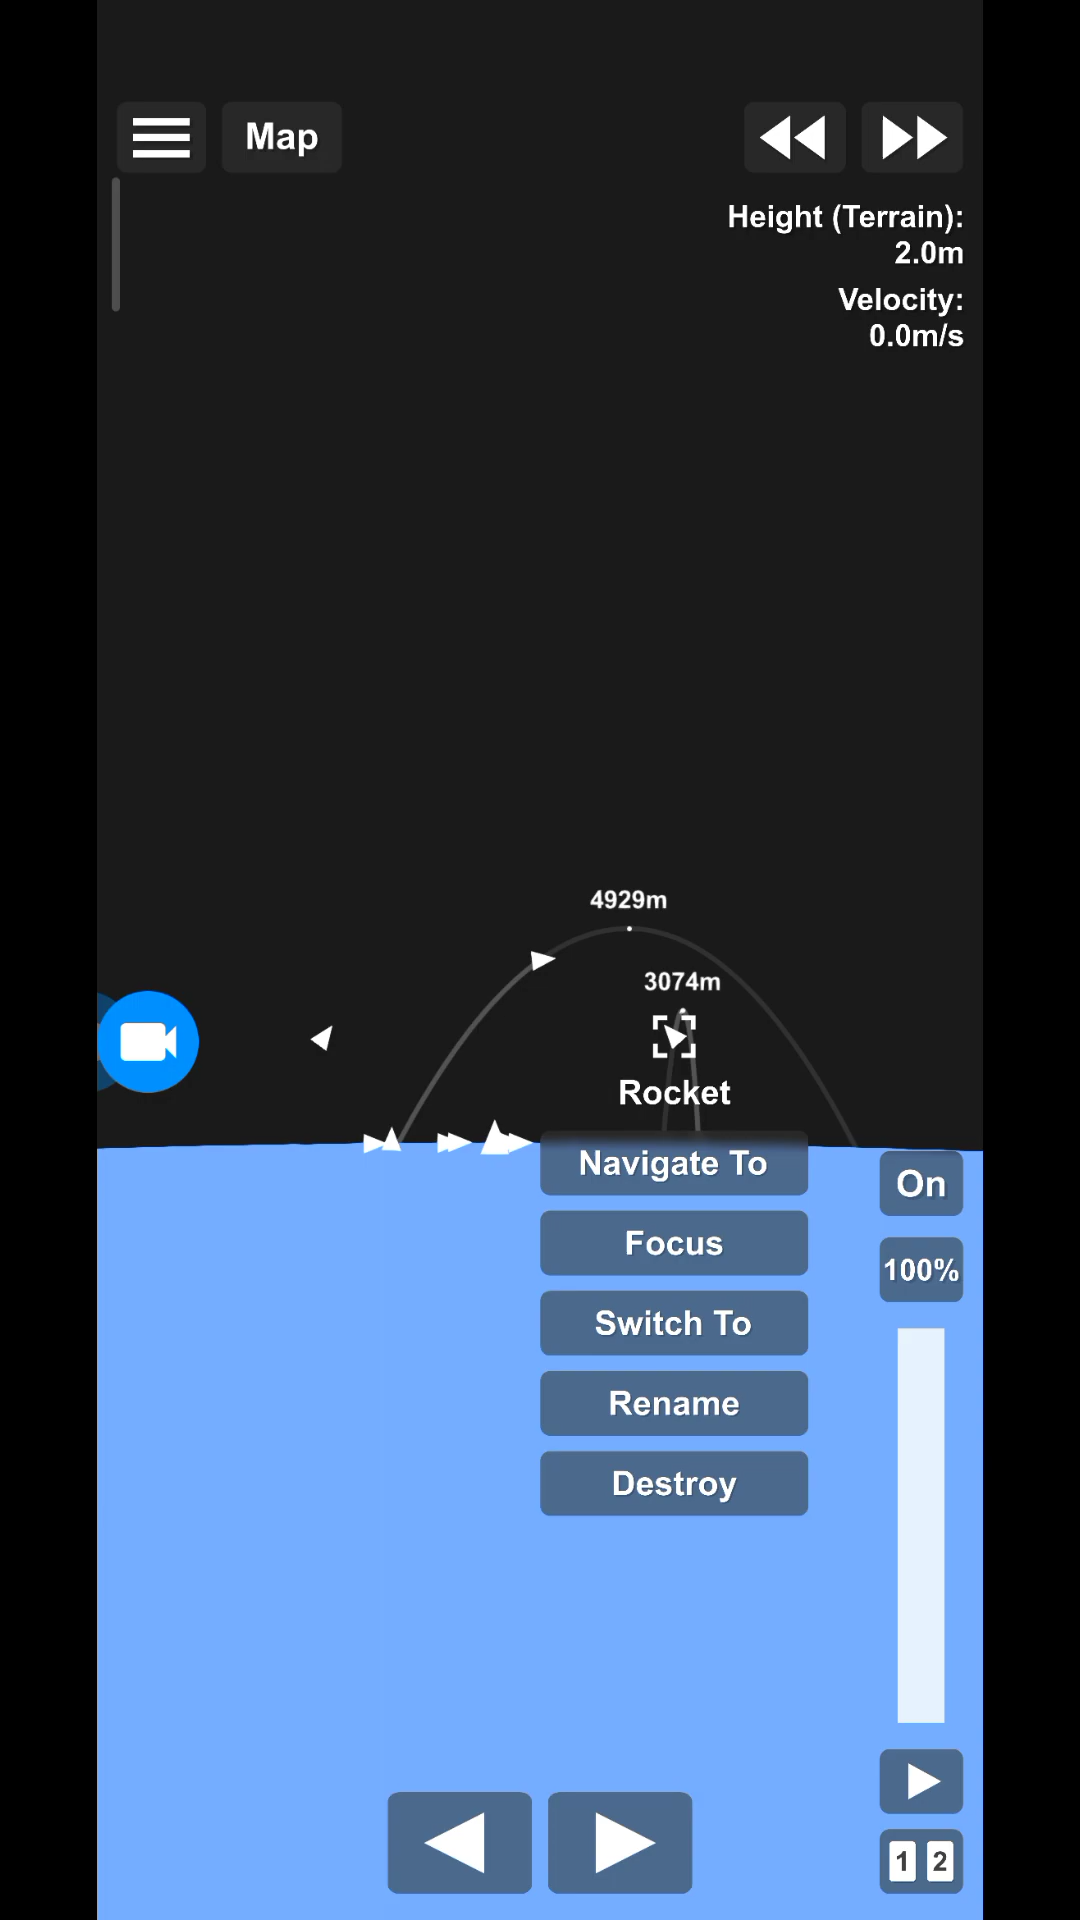 Map
Height (Terrain):
2.0m
Velocity:
0.0m/s
4929m
3074m
Rocket
Navigate To
On
Focus
100%
Switch To
Rename
Destroy
1 2